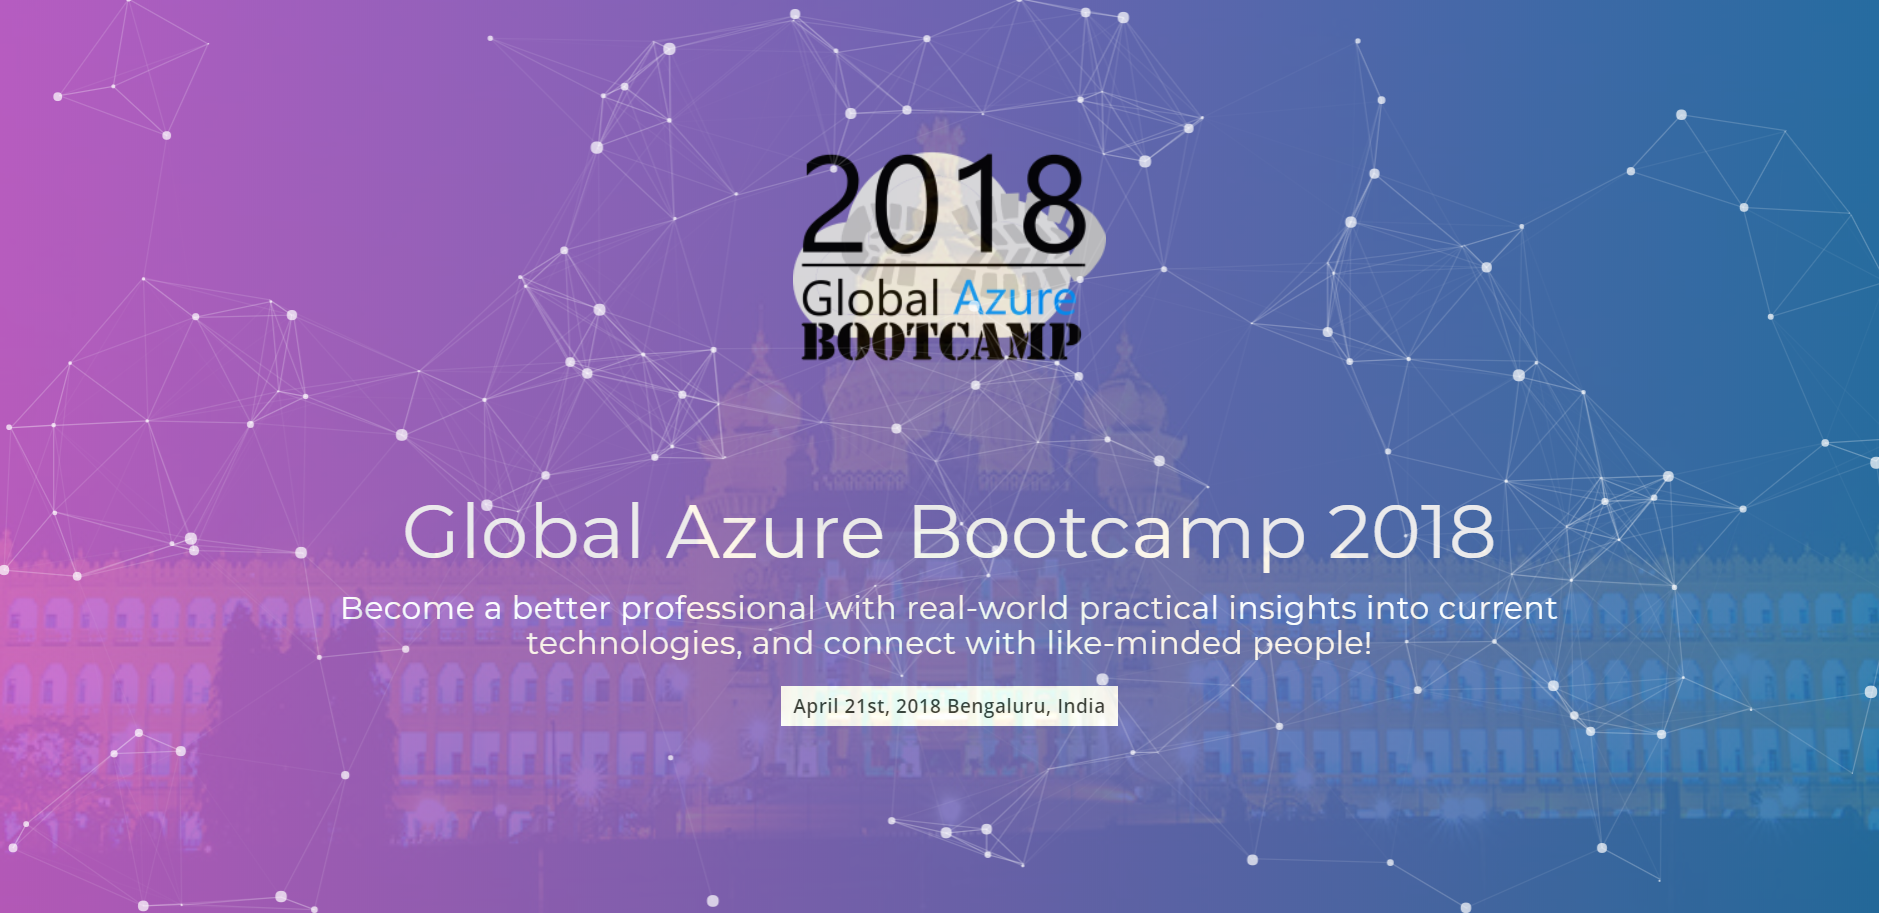 2018
Global Azure
BOOTCAMP
Global Azure Bootcamp 2018
Become a better professional with real-world practical insights into current
technologies, and connect with like-minded people!
April 21st, 2018 Bengaluru, India